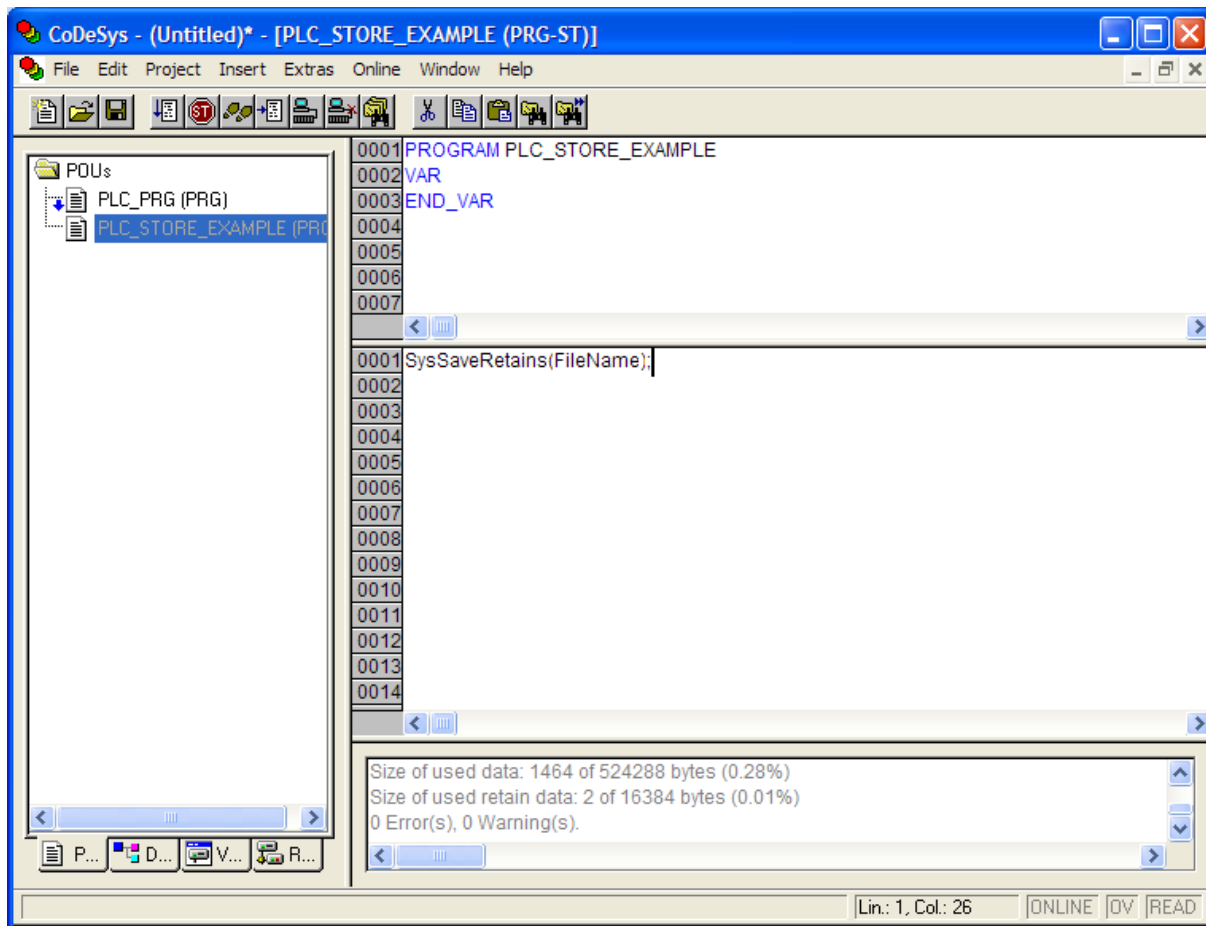 CoDeSys - (Untitled)* - [PLC_STORE_EXAMPLE (PRG-ST)]
File Edit Project Insert Extras Online Window Help
ST
POUs
PLC_PRG (PRG)
PLC_STORE_EXAMPLE (PRG
0001 PROGRAM PLC_STORE_EXAMPLE
0002 VAR
0003 END_VAR
0004
0005
0006
0007
0001 SysSaveRetains(FileName);
0002
0003
0004
0005
0006
0007
0008
0009
0010
0011
0012
0013
0014
Size of used data: 1464 of 524288 bytes (0.28%)
Size of used retain data: 2 of 16384 bytes (0.01%)
0 Error(s), 0 Warning(s).
P... D... V... R...
Lin.: 1, Col.: 26 ONLINE OV READ